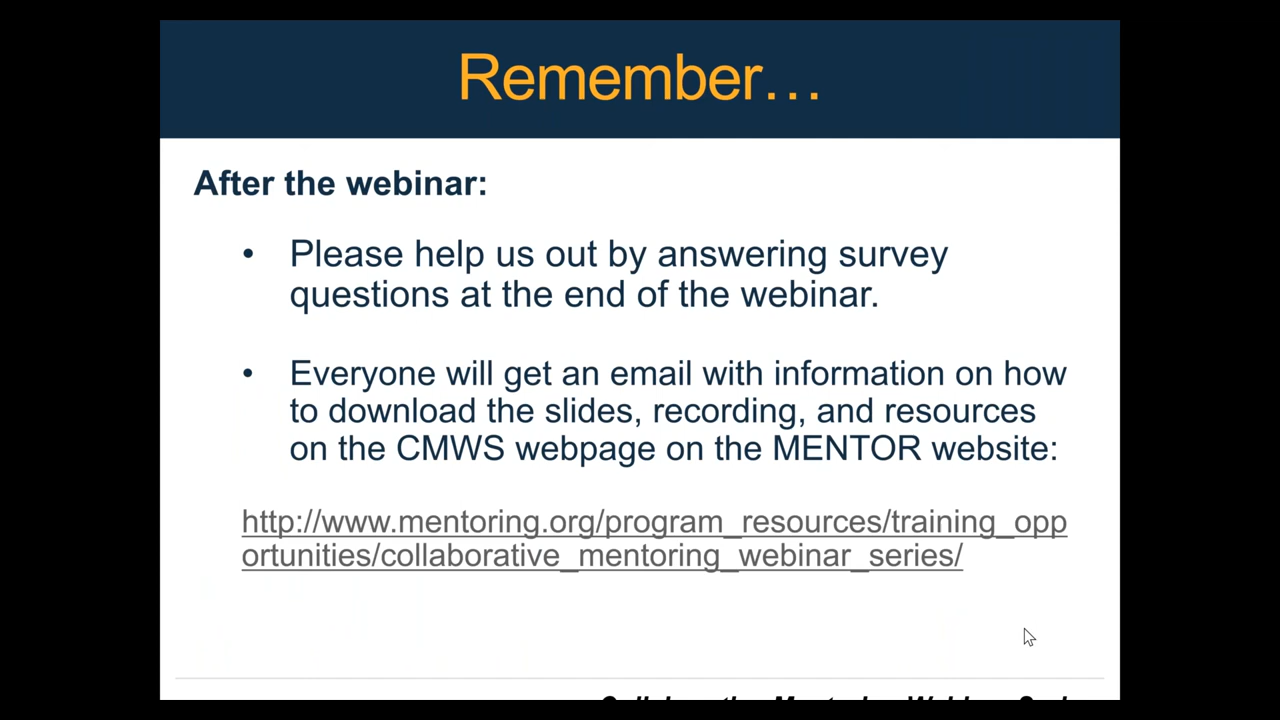 Remember…
After the webinar:
• Please help us out by answering survey
questions at the end of the webinar.
• Everyone will get an email with information on how
to download the slides, recording, and resources
on the CMWS webpage on the MENTOR website:
http://www.mentoring.org/program_resources/training_opp
ortunities/collaborative_mentoring_webinar_series/